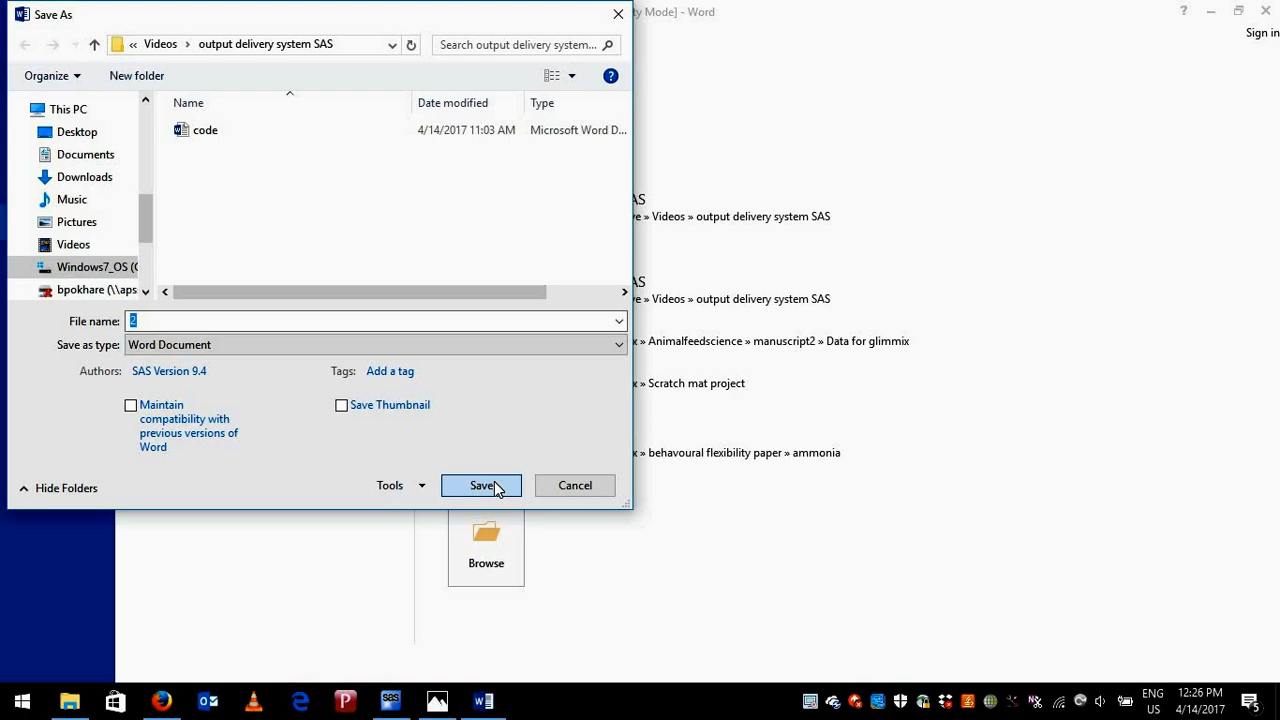 Save As
ty Mode] - Word
?
Sign in
« Videos › output delivery system SAS
Search output delivery system...
Organize
New folder
?
This PC
Name
Date modified
Type
code
4/14/2017 11:03 AM
Microsoft Word D...
Desktop
Documents
Downloads
Music
Pictures
Videos
Windows7_OS (C
bpokhare (\\aps
AS
ve » Videos » output delivery system SAS
AS
ve » Videos » output delivery system SAS
x » Animalfeedscience » manuscript2 » Data for glimmix
x » Scratch mat project
x » behavoural flexibility paper » ammonia
File name:
2
Save as type:
Word Document
Authors:
SAS Version 9.4
Tags:
Add a tag
Maintain
compatibility with
previous versions of
Word
Save Thumbnail
Hide Folders
Tools
Save
Cancel
Browse
sas
ENG
US
12:26 PM
4/14/2017
5